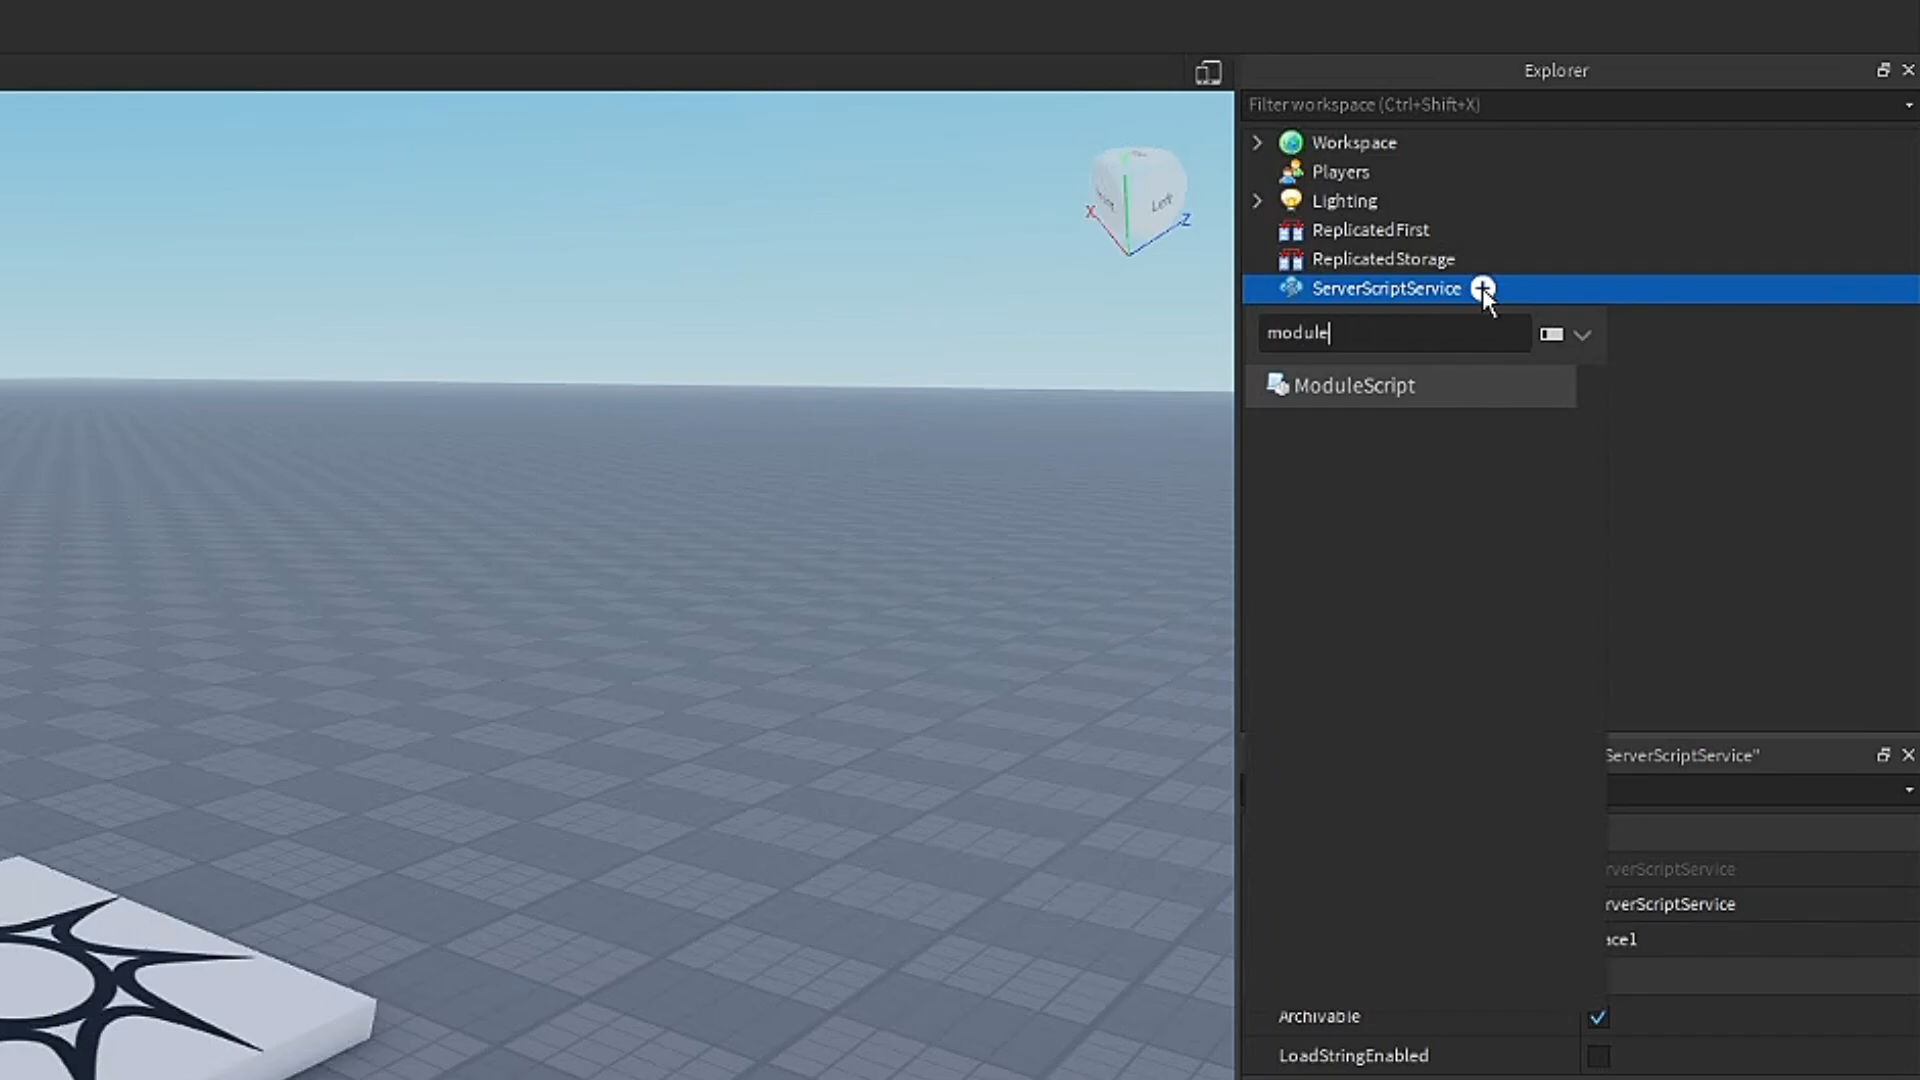 Explorer
Filter workspace (Ctrl+Shift+X)
Workspace
Players
Lighting
ReplicatedFirst
ReplicatedStorage
ServerScriptService
module
ModuleScript
Left
X
Z
ServerScriptService"
rverScriptService
rverScriptService
ace1
Archivable
LoadStringEnabled